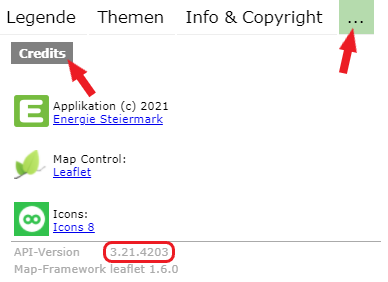 Legende Themen Info & Copyright ...
Credits
Applikation (c) 2021
Energie Steiermark
Map Control:
Leaflet
Icons:
Icons 8
API-Version 3.21.4203
Map-Framework leaflet 1.6.0